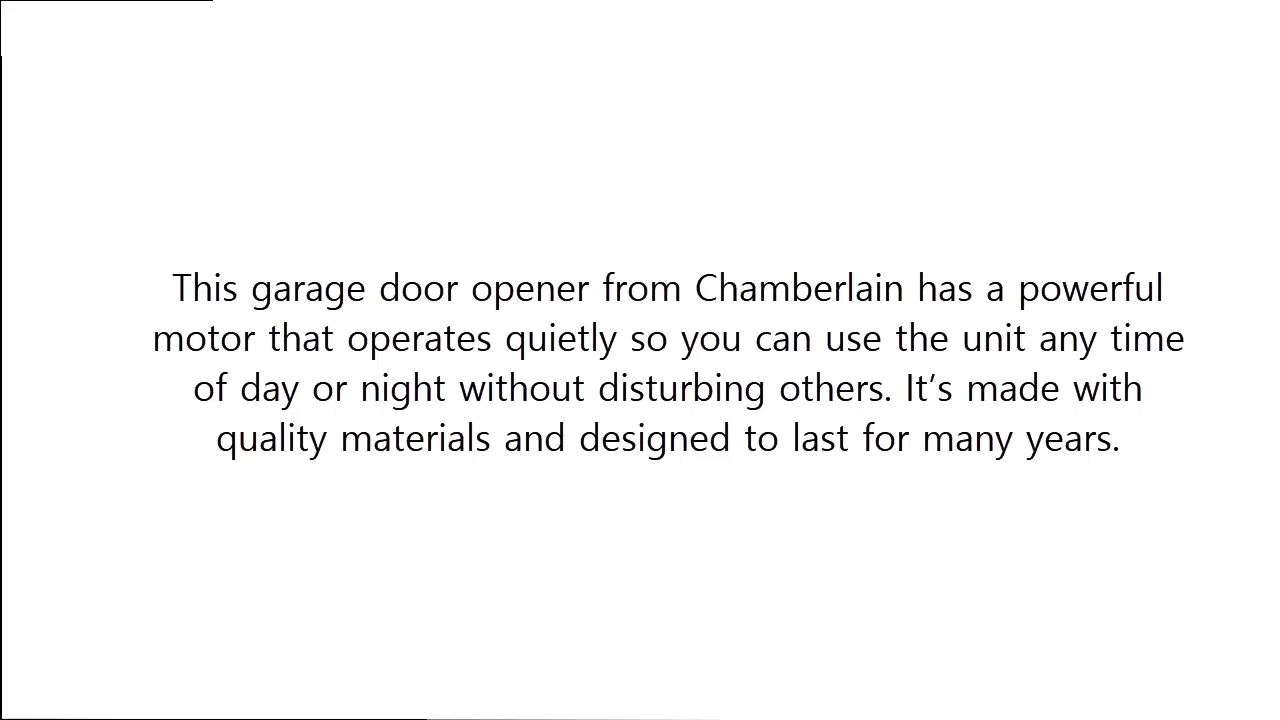 This garage door opener from Chamberlain has a powerful
motor that operates quietly so you can use the unit any time
of day or night without disturbing others. It’s made with
quality materials and designed to last for many years.